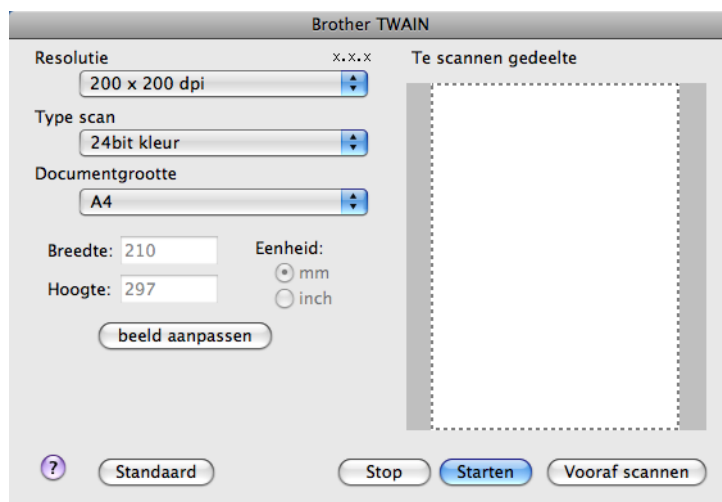 Brother TWAIN
Resolutie x.x.x
200 x 200 dpi
Type scan
24bit kleur
Documentgrootte
A4
Breedte: 210
Hoogte: 297
Eenheid:
mm
inch
beeld aanpassen
Te scannen gedeelte
? Standaard Stop Starten Vooraf scannen